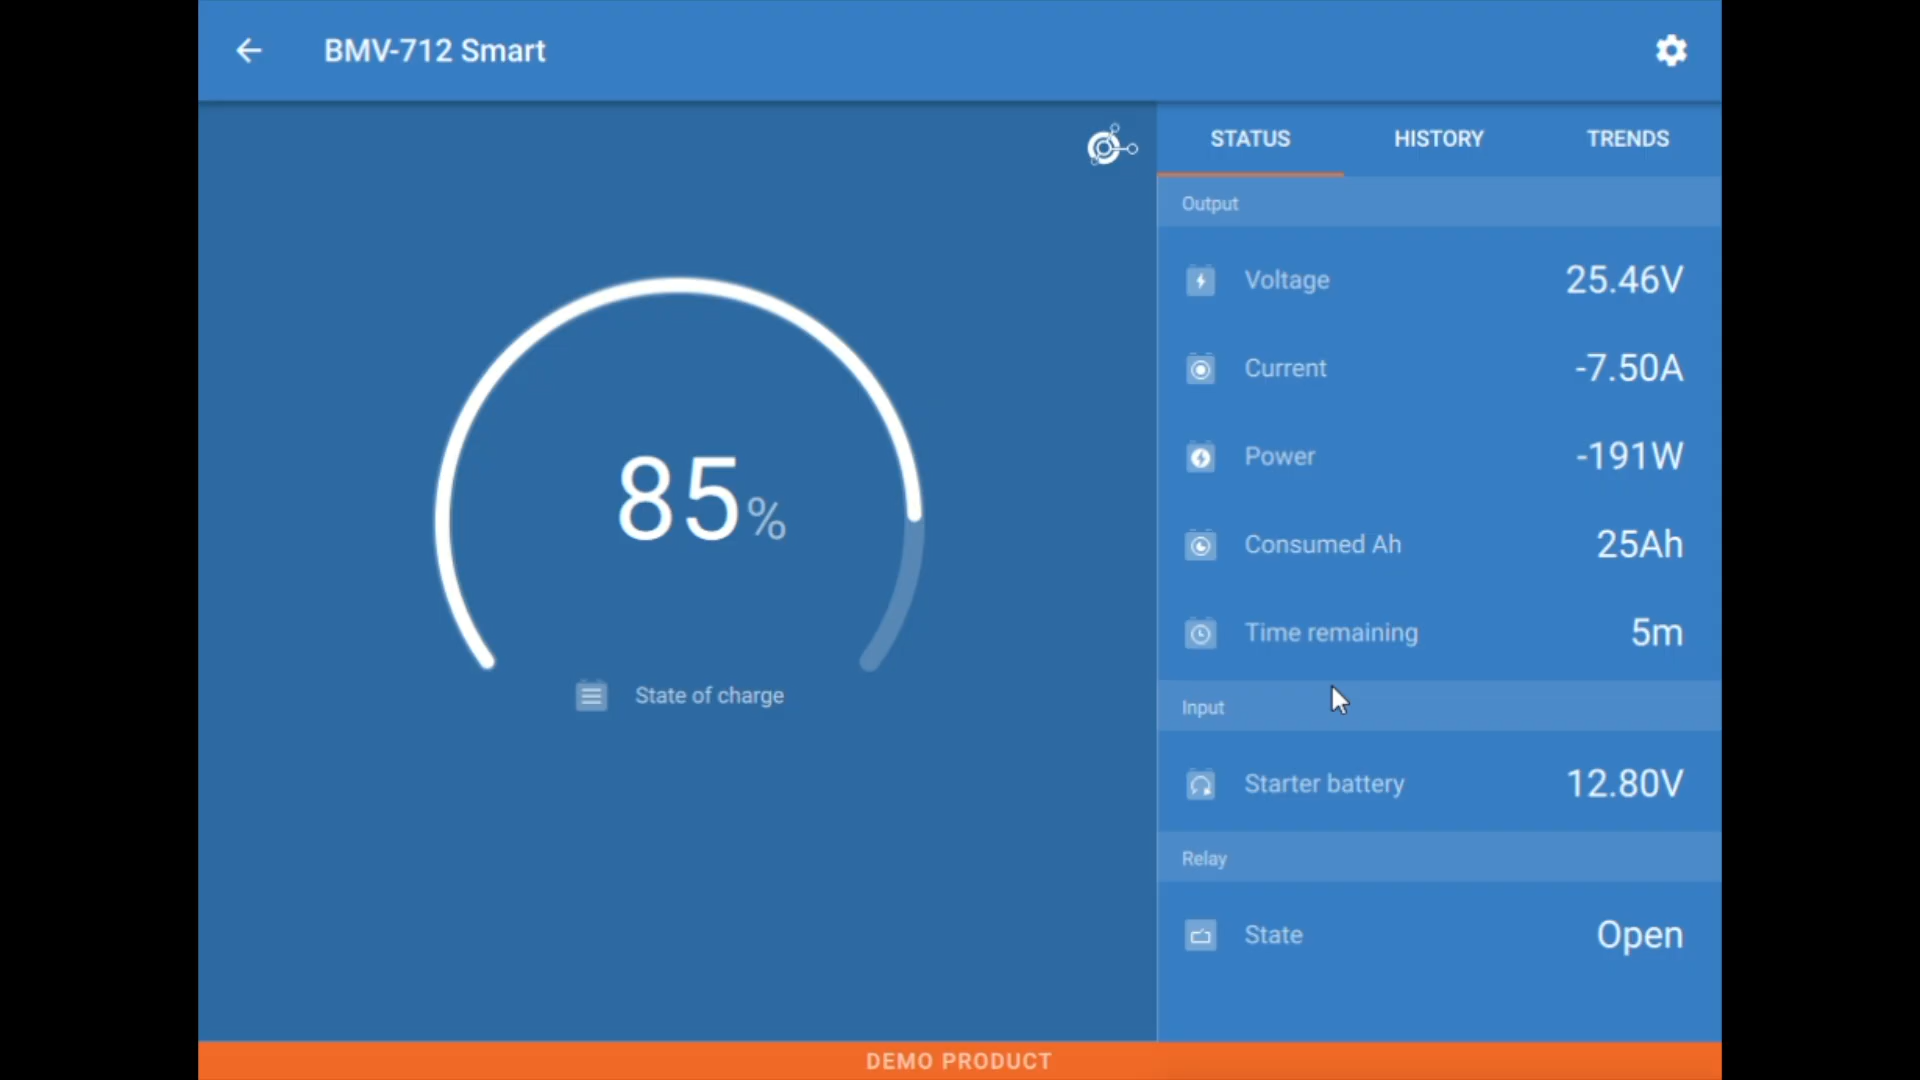 BMV-712 Smart
STATUS HISTORY TRENDS
Output
Voltage 25.46V
Current -7.50A
Power -191W
Consumed Ah 25Ah
Time remaining 5m
85%
State of charge
Input
Starter battery 12.80V
Relay
State Open
DEMO PRODUCT